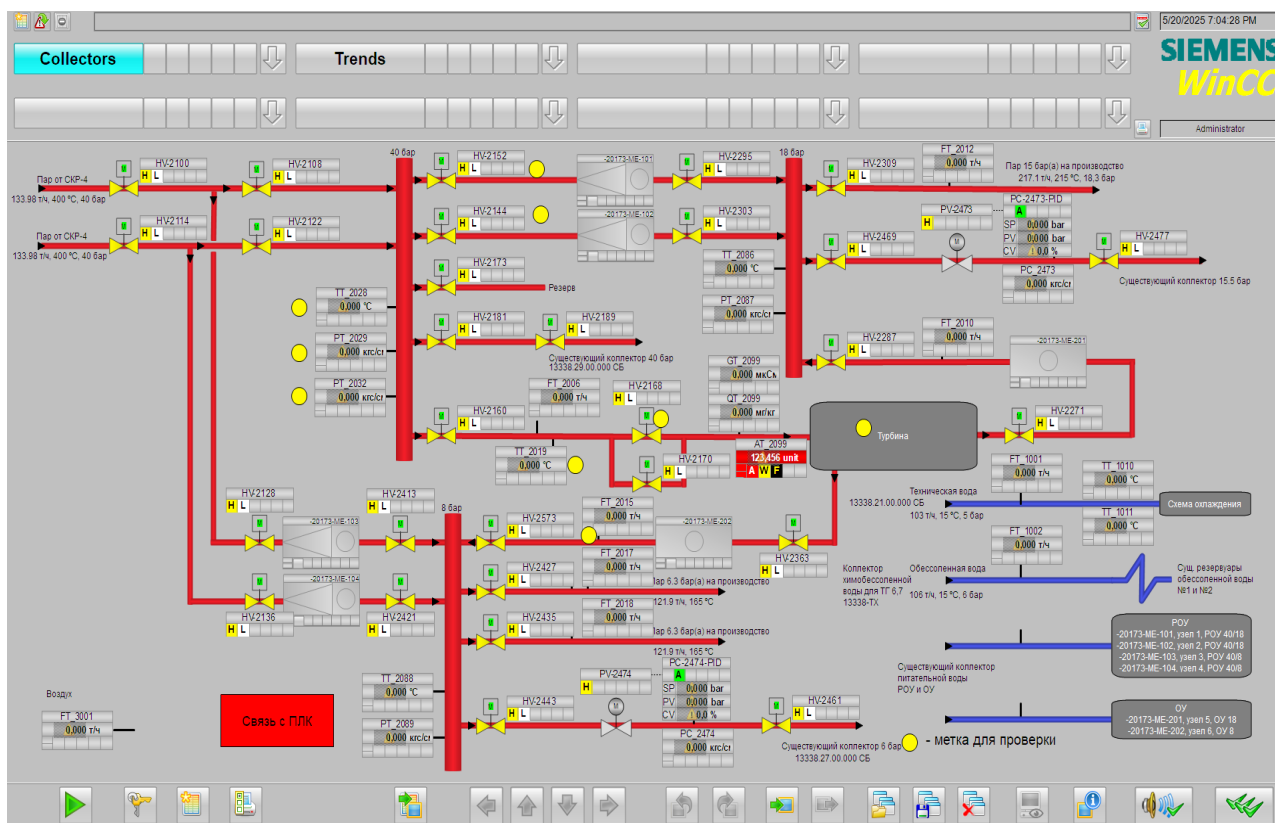 5/20/2025 7:04:28 PM
Collectors
Trends
SIEMENS
WinCC
Administrator
40 бар
18 бар
HV-2100
H L
HV-2108
H L
HV-2152
H L
-20173-ME-101
HV-2295
H L
HV-2309
H L
FT_2012
0,000 т/ч
Пар 15 бар(а) на производство
217.1 т/ч, 215 °C, 18,3 бар
Пар от СКР-4
133.98 т/ч, 400 °C, 40 бар
HV-2114
H L
HV-2122
H L
HV-2144
H L
-20173-ME-102
HV-2303
H L
PV-2473
H
PC-2473-PID
A
SP 0,000 bar
PV 0,000 bar
CV 0,0 %
HV-2469
H L
HV-2477
H L
Пар от СКР-4
133.98 т/ч, 400 °C, 40 бар
HV-2173
H L
Резерв
TT_2086
0,000 °C
PC_2473
0,000 кгс/сг
Существующий коллектор 15.5 бар
TT_2028
0,000 °C
HV-2181
H L
HV-2189
H L
PT_2087
0,000 кгс/сг
PT_2029
0,000 кгс/сг
Существующий коллектор 40 бар
13338.29.00.000 СБ
HV-2287
H L
FT_2010
0,000 т/ч
-20173-ME-201
PT_2032
0,000 кгс/сг
FT_2006
0,000 т/ч
HV-2168
H L
GT_2099
0,000 мкСм
QT_2099
0,000 мг/кг
HV-2160
H L
HV-2271
H L
Турбина
TT_2019
0,000 °C
HV-2170
H L
AT_2099
123,456 unit
A W F
FT_1001
0,000 т/ч
TT_1010
0,000 °C
HV-2128
H L
HV-2413
H L
8 бар
HV-2573
H L
FT_2015
0,000 т/ч
-20173-ME-202
Техническая вода
13338.21.00.000 СБ
103 т/ч, 15 °C, 5 бар
Схема охлаждения
-20173-ME-103
TT_1011
0,000 °C
FT_1002
0,000 т/ч
HV-2363
H L
FT_2017
0,000 т/ч
HV-2427
H L
Пар 6.3 бар(а) на производство
121.9 т/ч, 165 °C
Коллектор
химобессоленной
воды для ТГ 6,7
13338-ТХ
Обессоленная вода
106 т/ч, 15 °C, 6 бар
Сущ. резервуары
обессоленной воды
№1 и №2
-20173-ME-104
HV-2136
H L
HV-2421
H L
FT_2018
0,000 т/ч
HV-2435
H L
Пар 6.3 бар(а) на производство
121.9 т/ч, 165 °C
РОУ
-20173-ME-101, узел 1, РОУ 40/18
-20173-ME-102, узел 2, РОУ 40/18
-20173-ME-103, узел 3, РОУ 40/8
-20173-ME-104, узел 4, РОУ 40/8
Существующий коллектор
питательной воды
РОУ и ОУ
TT_2088
0,000 °C
PV-2474
H
PC-2474-PID
A
SP 0,000 bar
PV 0,000 bar
CV 0,0 %
HV-2443
H L
HV-2461
H L
ОУ
-20173-ME-201, узел 5, ОУ 18
-20173-ME-202, узел 6, ОУ 8
Воздух
FT_3001
0,000 т/ч
Связь с ПЛК
PT_2089
0,000 кгс/сг
PC_2474
0,000 кгс/сг
Существующий коллектор 6 бар
13338.27.00.000 СБ
- метка для проверки